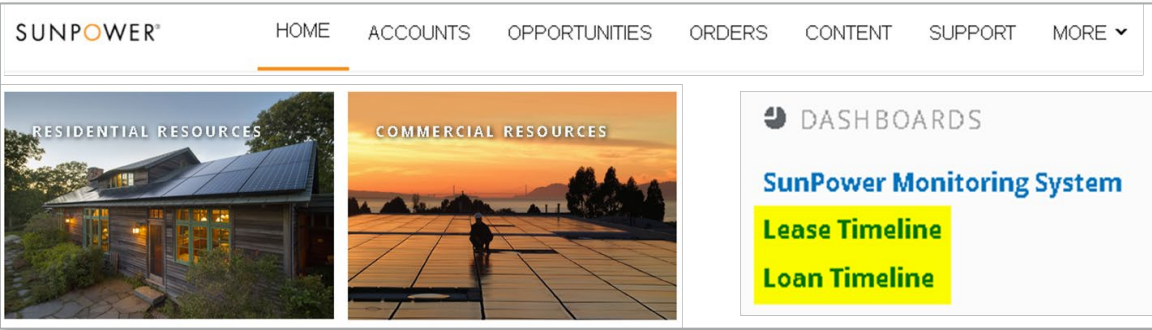 SUNPOWER®
HOME ACCOUNTS OPPORTUNITIES ORDERS CONTENT SUPPORT MORE
RESIDENTIAL RESOURCES
COMMERCIAL RESOURCES
DASHBOARDS
SunPower Monitoring System
Lease Timeline
Loan Timeline